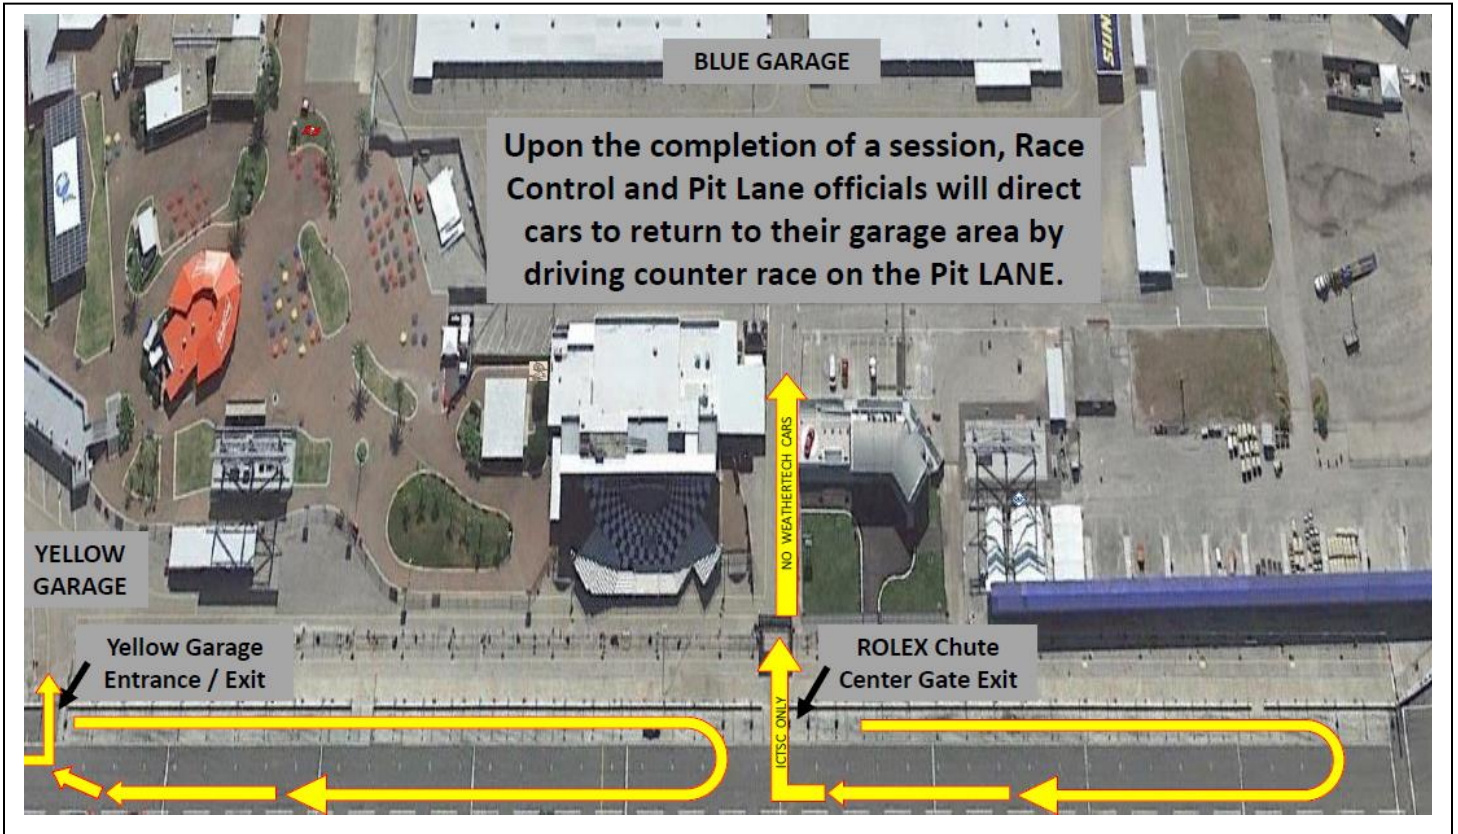 BLUE GARAGE
SUNOCO
Upon the completion of a session, Race
Control and Pit Lane officials will direct
cars to return to their garage area by
driving counter race on the Pit LANE.
NO WEATHERTECH CARS
YELLOW
GARAGE
Yellow Garage
Entrance / Exit
ROLEX Chute
Center Gate Exit
ICTSC ONLY